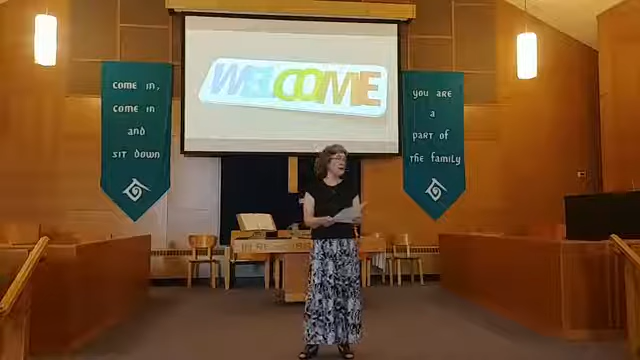 WELCOME
COME IN,
COME IN
and
SIT DOWN
YOU ARE
a
PART OF
THE FAMILY